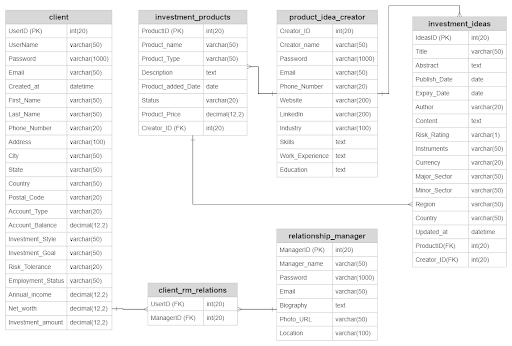 client
UserID (PK) int(20)
UserName varchar(50)
Password varchar(1000)
Email varchar(50)
Created_at datetime
First_Name varchar(50)
Last_Name varchar(50)
Phone_Number varchar(20)
Address varchar(100)
City varchar(50)
State varchar(50)
Country varchar(50)
Postal_Code varchar(20)
Account_Type varchar(20)
Account_Balance decimal(12,2)
Investment_Style varchar(50)
Investment_Goal varchar(50)
Risk_Tolerance varchar(20)
Employment_Status varchar(50)
Annual_income decimal(12,2)
Net_worth decimal(12,2)
Investment_amount decimal(12,2)
investment_products
ProductID (PK) int(20)
Product_name varchar(50)
Product_Type varchar(50)
Description text
Product_added_Date date
Status varchar(20)
Product_Price decimal(12,2)
Creator_ID (FK) int(20)
product_idea_creator
Creator_ID int(20)
Creator_name varchar(50)
Password varchar(1000)
Email varchar(50)
Phone_Number varchar(20)
Website varchar(200)
LinkedIn varchar(200)
Industry varchar(100)
Skills text
Work_Experience text
Education text
investment_ideas
IdeasID (PK) int(20)
Title varchar(50)
Abstract text
Publish_Date date
Expiry_Date date
Author varchar(20)
Content text
Risk_Rating varchar(1)
Instruments varchar(50)
Currency varchar(20)
Major_Sector varchar(50)
Minor_Sector varchar(50)
Region varchar(50)
Country varchar(50)
Updated_at datetime
ProductID(FK) int(20)
Creator_ID(FK) int(20)
client_rm_relations
UserID (FK) int(20)
ManagerID (FK) int(20)
relationship_manager
ManagerID (PK) int(20)
Manager_name varchar(50)
Password varchar(1000)
Email varchar(50)
Biography text
Photo_URL varchar(50)
Location varchar(100)